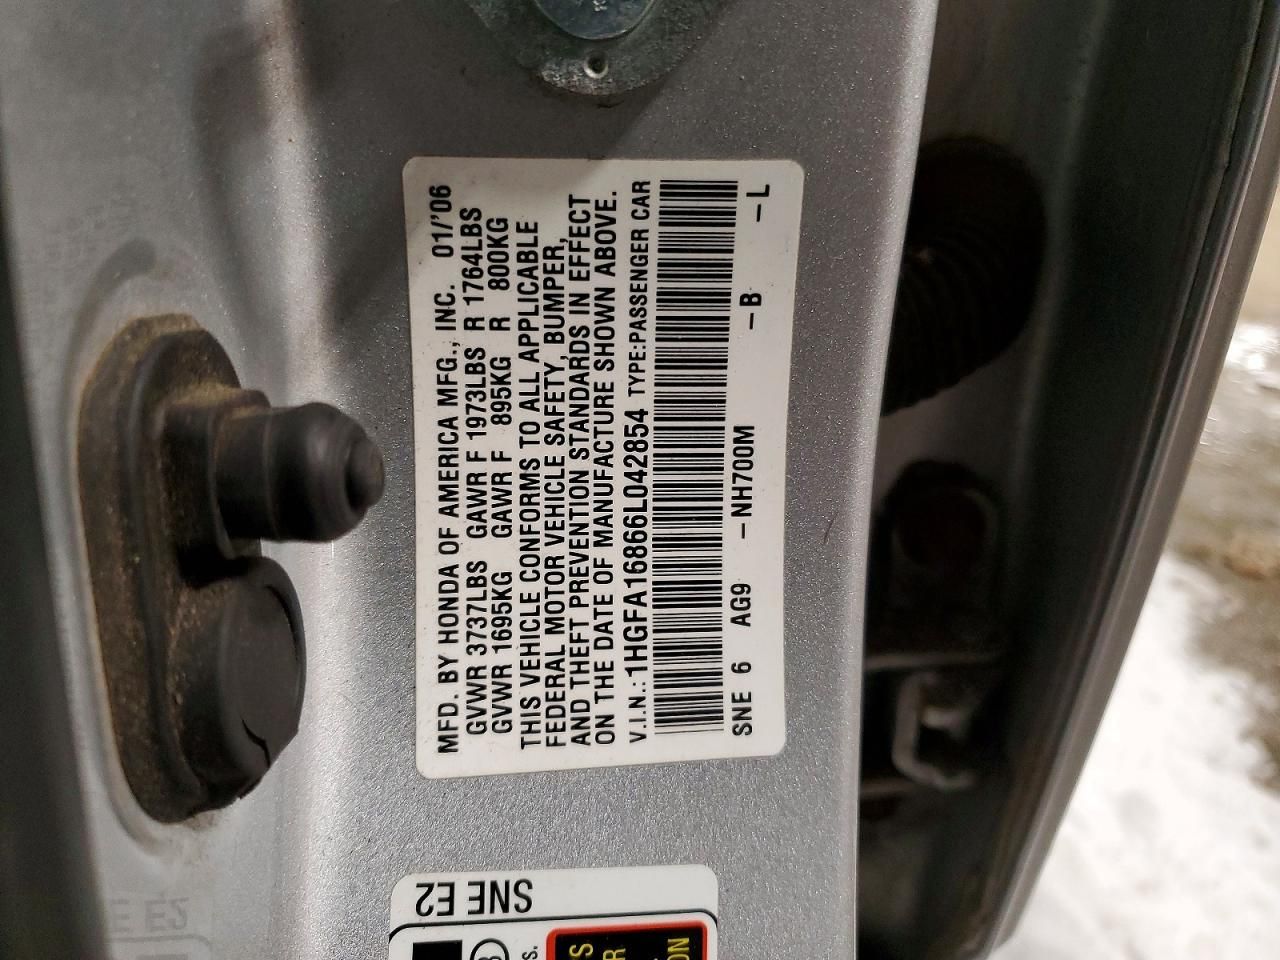 MFD. BY HONDA OF AMERICA MFG., INC. 01/'06
GVWR 3737LBS GAWR F 1973LBS R 1764LBS
GVWR 1695KG GAWR F 895KG R 800KG
THIS VEHICLE CONFORMS TO ALL APPLICABLE
FEDERAL MOTOR VEHICLE SAFETY, BUMPER,
AND THEFT PREVENTION STANDARDS IN EFFECT
ON THE DATE OF MANUFACTURE SHOWN ABOVE.
V.I.N.: 1HGFA16866L042854 TYPE:PASSENGER CAR
SNE 6 AG9 -NH700M -B -L
SNE E2